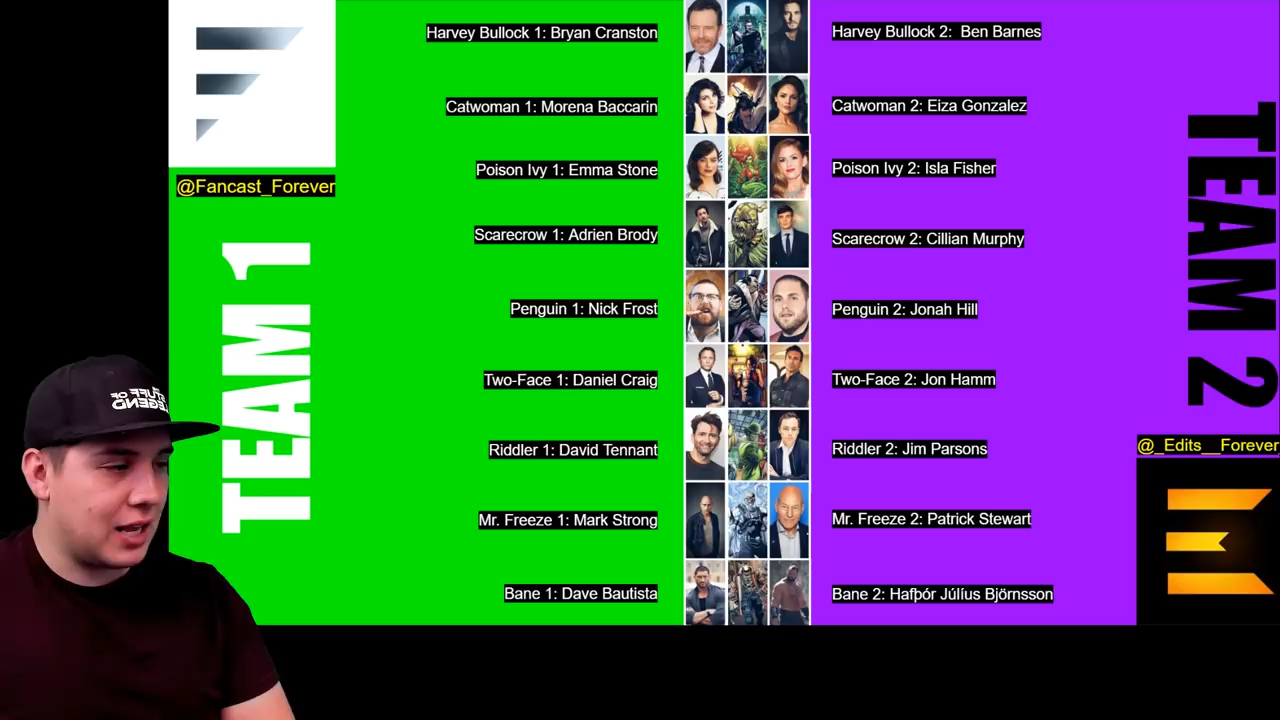 Harvey Bullock 1: Bryan Cranston
Harvey Bullock 2:  Ben Barnes
Catwoman 1: Morena Baccarin
Catwoman 2: Eiza Gonzalez
Poison Ivy 1: Emma Stone
Poison Ivy 2: Isla Fisher
@Fancast_Forever
Scarecrow 1: Adrien Brody
Scarecrow 2: Cillian Murphy
TEAM 1
TEAM 2
Penguin 1: Nick Frost
Penguin 2: Jonah Hill
Two-Face 1: Daniel Craig
Two-Face 2: Jon Hamm
STUFF OF
LEGEND
Riddler 1: David Tennant
Riddler 2: Jim Parsons
@_Edits__Forever
Mr. Freeze 1: Mark Strong
Mr. Freeze 2: Patrick Stewart
Bane 1: Dave Bautista
Bane 2: Hafþór Júlíus Björnsson